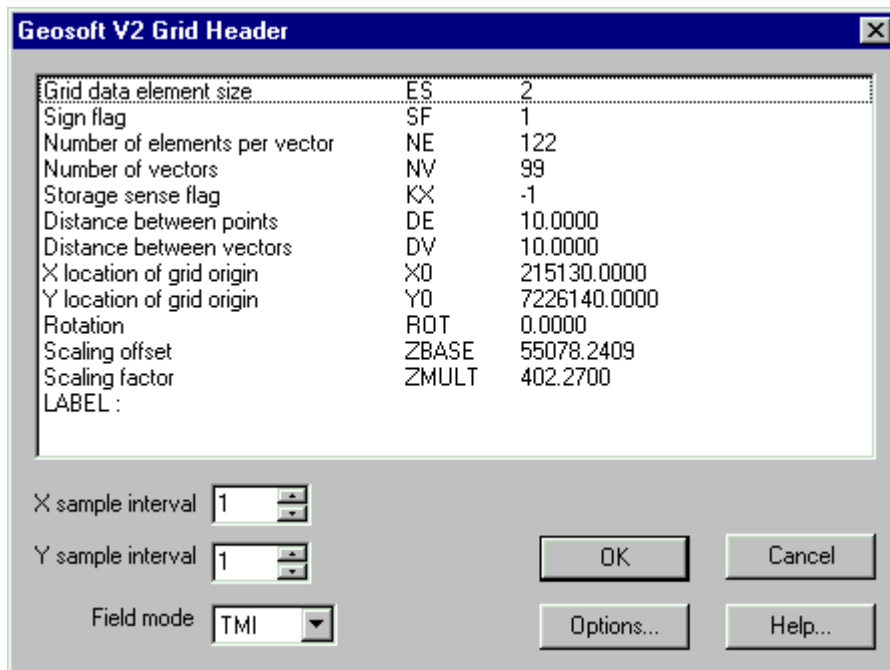 Geosoft V2 Grid Header
Grid data element size ES 2
Sign flag SF 1
Number of elements per vector NE 122
Number of vectors NV 99
Storage sense flag KX -1
Distance between points DE 10.0000
Distance between vectors DV 10.0000
X location of grid origin X0 215130.0000
Y location of grid origin Y0 7226140.0000
Rotation ROT 0.0000
Scaling offset ZBASE 55078.2409
Scaling factor ZMULT 402.2700
LABEL :
X sample interval 1
Y sample interval 1
OK Cancel
Field mode TMI
Options... Help...